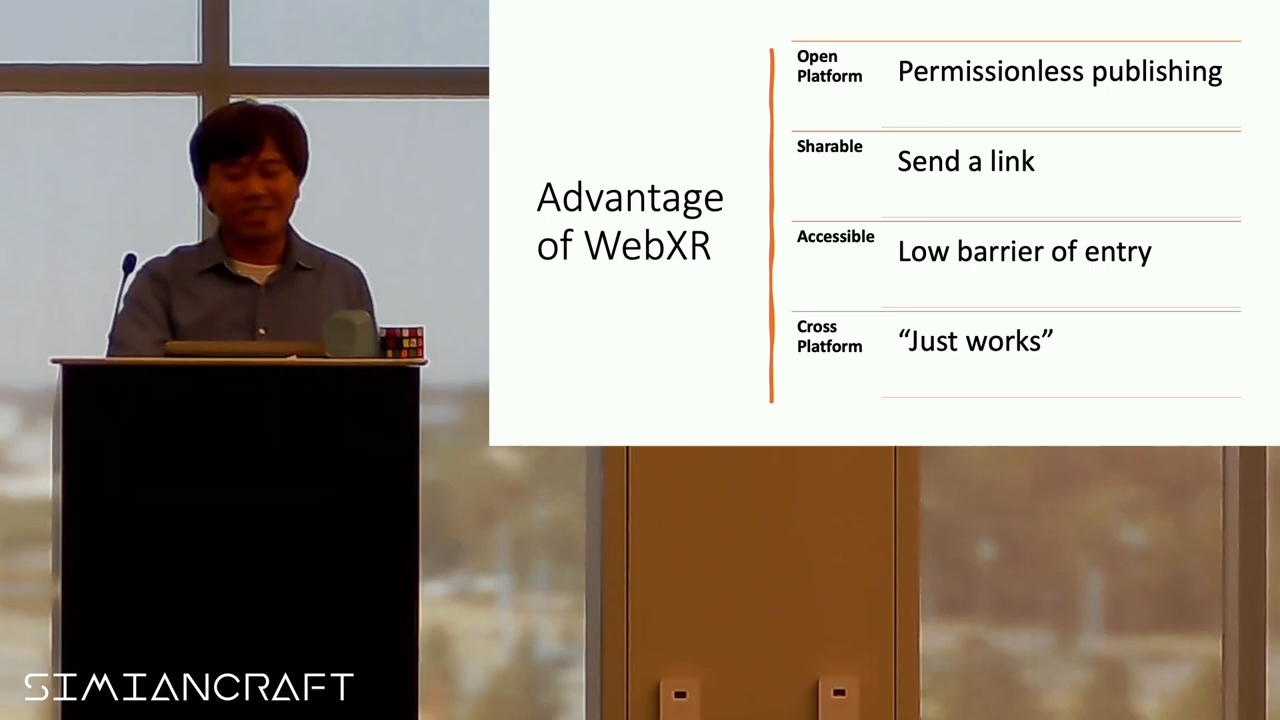 Advantage
of WebXR
Open
Platform
Permissionless publishing
Sharable
Send a link
Accessible
Low barrier of entry
Cross
Platform
“Just works”
SIMIANCRAFT